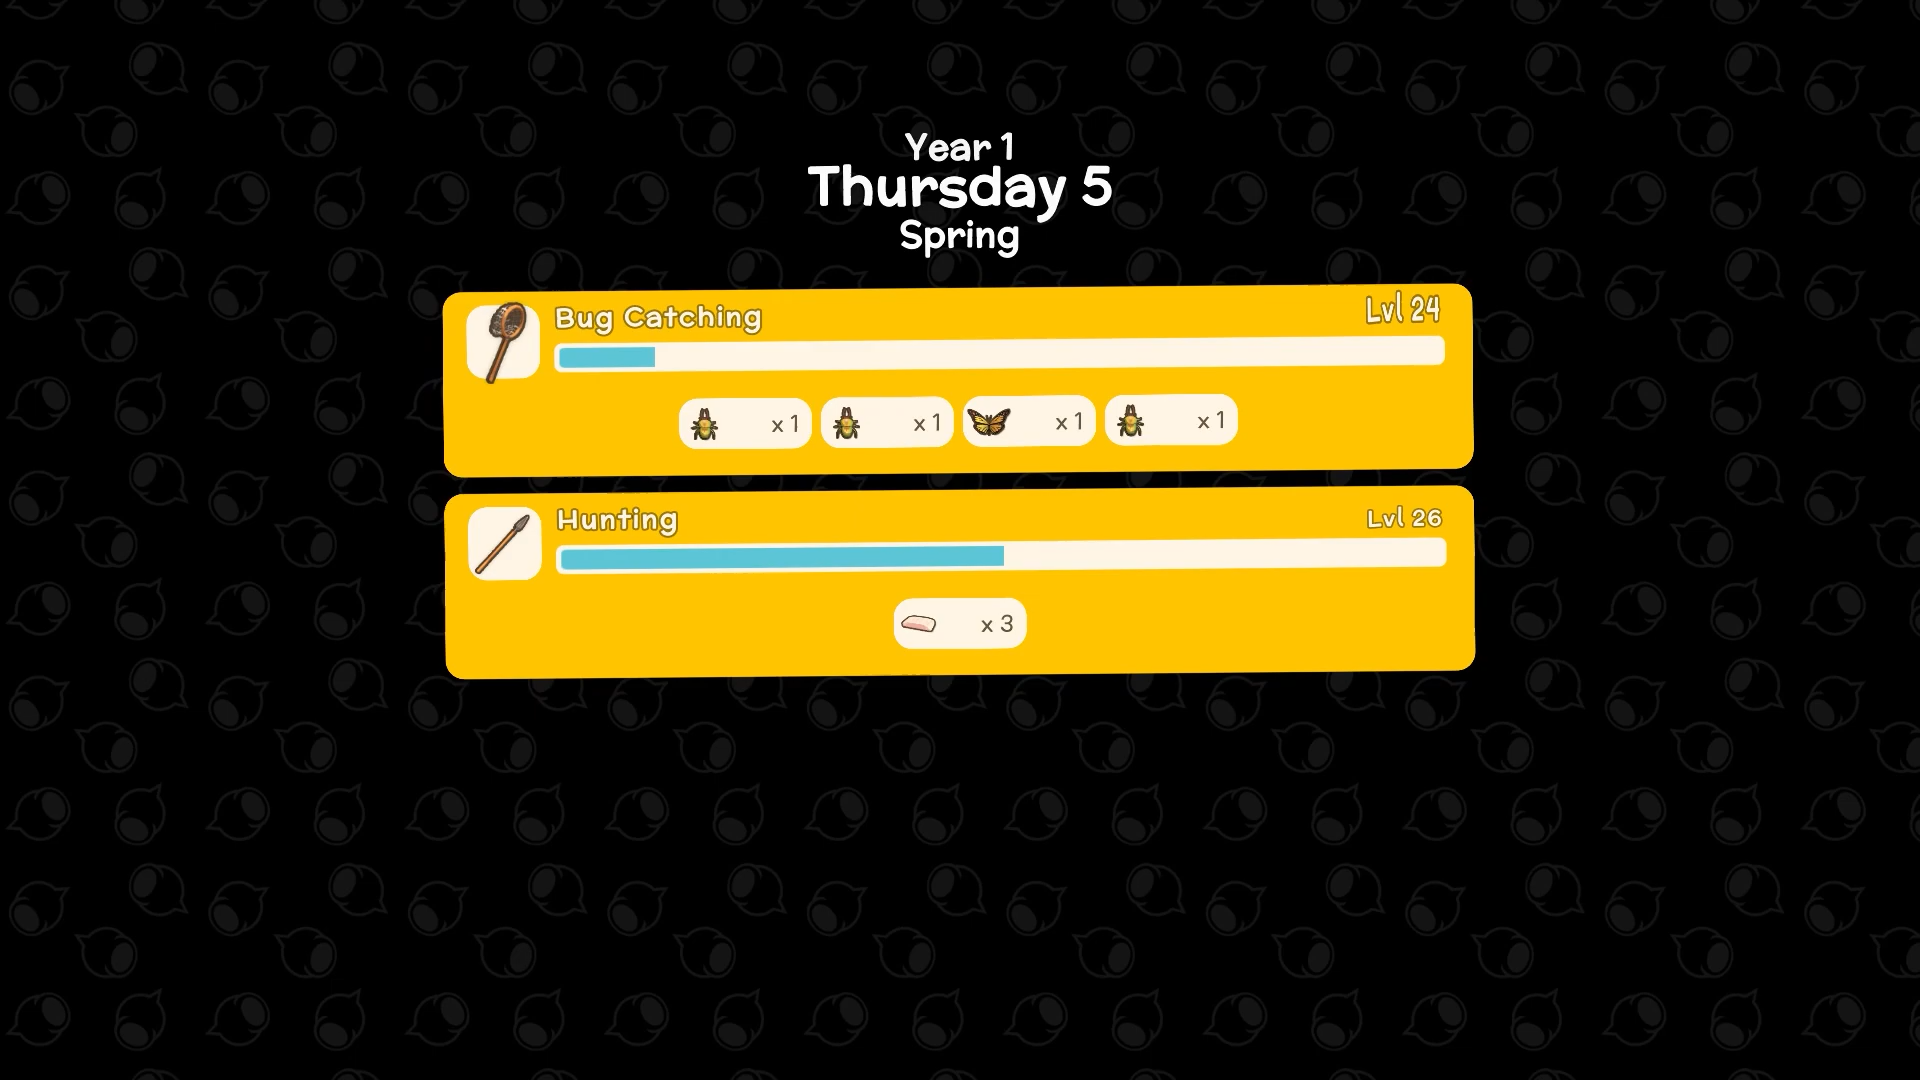 Year 1
Thursday 5
Spring
Bug Catching
Lvl 24
x 1
x 1
x 1
x 1
Hunting
Lvl 26
x 3